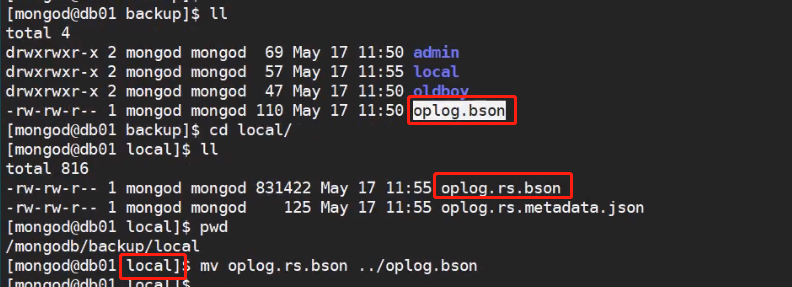 [mongod@db01 backup]$ ll
total 4
drwxrwxr-x 2 mongod mongod  69 May 17 11:50 admin
drwxrwxr-x 2 mongod mongod  57 May 17 11:55 local
drwxrwxr-x 2 mongod mongod  47 May 17 11:50 oldboy
-rw-rw-r-- 1 mongod mongod 110 May 17 11:50 oplog.bson
[mongod@db01 backup]$ cd local/
[mongod@db01 local]$ ll
total 816
-rw-rw-r-- 1 mongod mongod 831422 May 17 11:55 oplog.rs.bson
-rw-rw-r-- 1 mongod mongod    125 May 17 11:55 oplog.rs.metadata.json
[mongod@db01 local]$ pwd
/mongodb/backup/local
[mongod@db01 local]$ mv oplog.rs.bson ../oplog.bson
[mongod@db01 local]$